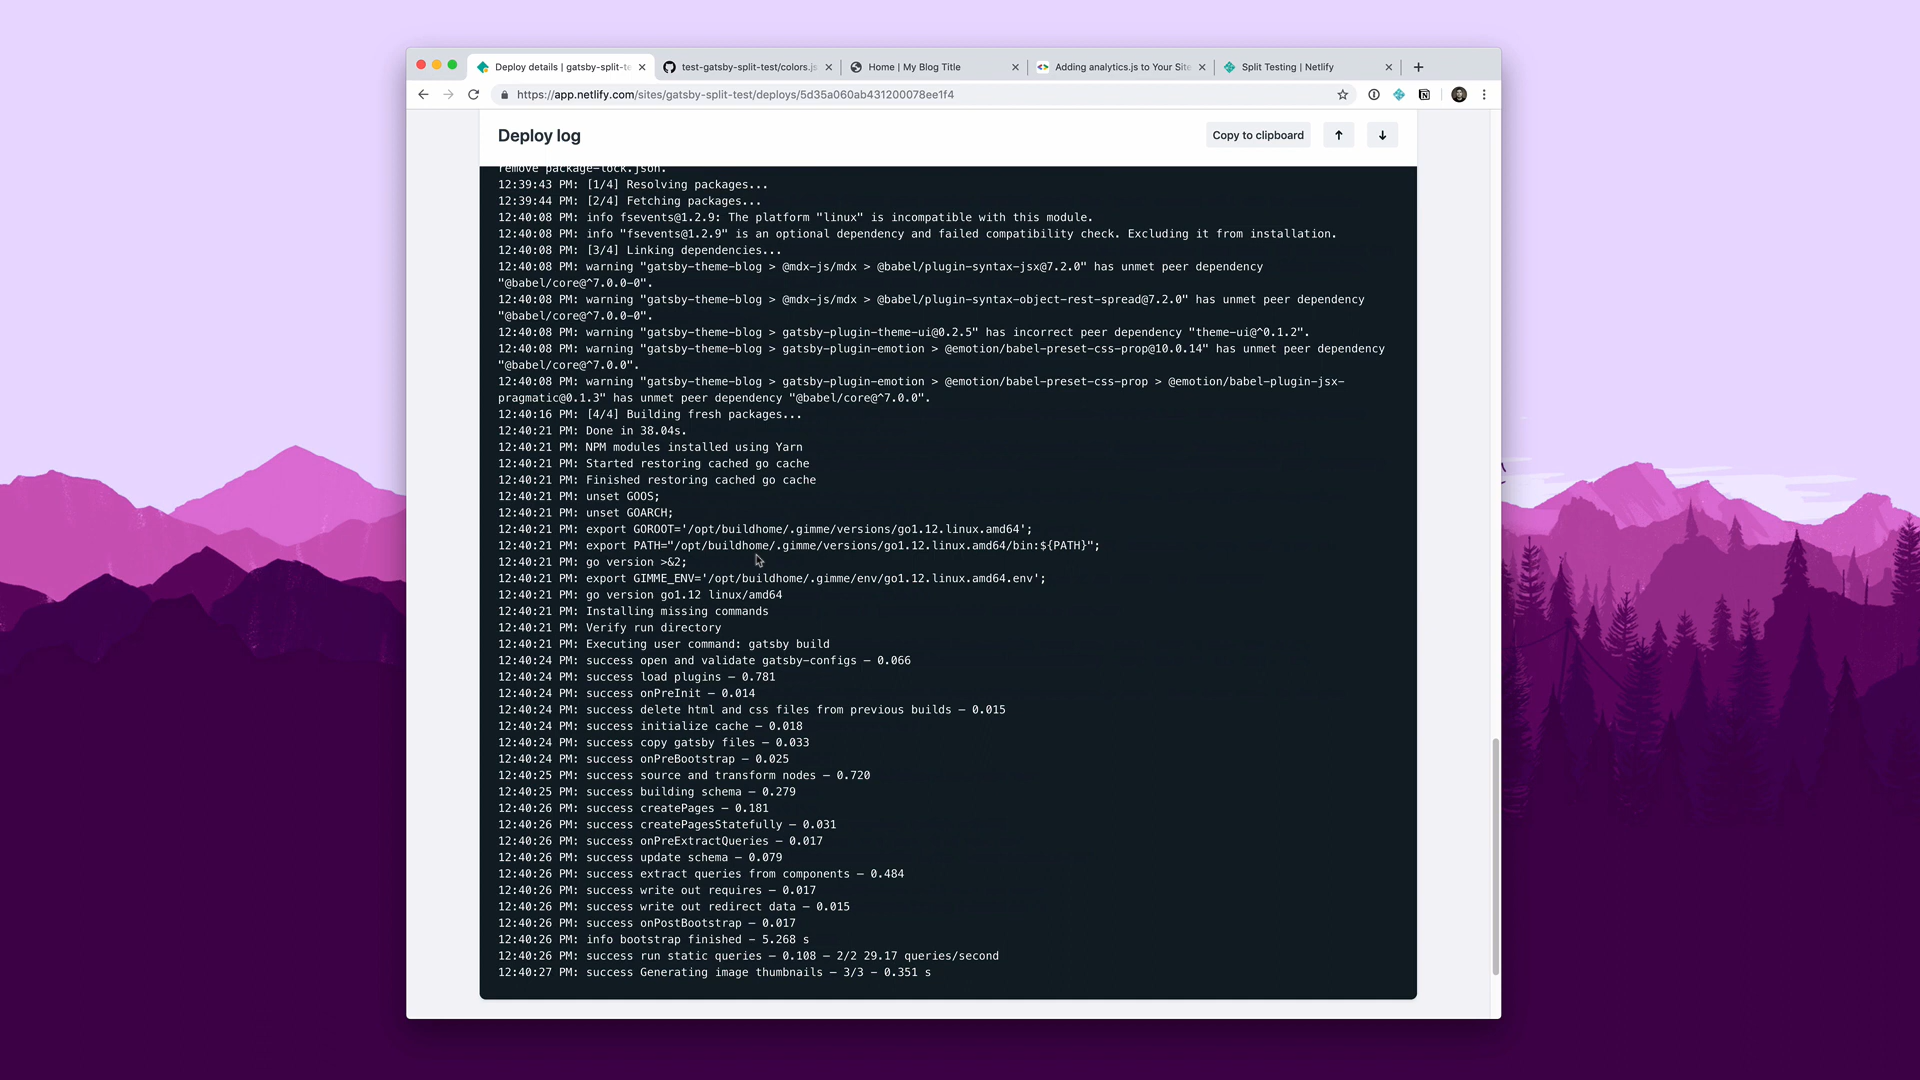 Deploy details | gatsby-split-te
test-gatsby-split-test/colors.js
Home | My Blog Title
Adding analytics.js to Your Site
Split Testing | Netlify
https://app.netlify.com/sites/gatsby-split-test/deploys/5d35a060ab431200078ee1f4
Deploy log
Copy to clipboard
remove package-lock.json.
12:39:43 PM: [1/4] Resolving packages...
12:39:44 PM: [2/4] Fetching packages...
12:40:08 PM: info fsevents@1.2.9: The platform "linux" is incompatible with this module.
12:40:08 PM: info "fsevents@1.2.9" is an optional dependency and failed compatibility check. Excluding it from installation.
12:40:08 PM: [3/4] Linking dependencies...
12:40:08 PM: warning "gatsby-theme-blog > @mdx-js/mdx > @babel/plugin-syntax-jsx@7.2.0" has unmet peer dependency
"@babel/core@^7.0.0-0".
12:40:08 PM: warning "gatsby-theme-blog > @mdx-js/mdx > @babel/plugin-syntax-object-rest-spread@7.2.0" has unmet peer dependency
"@babel/core@^7.0.0-0".
12:40:08 PM: warning "gatsby-theme-blog > gatsby-plugin-theme-ui@0.2.5" has incorrect peer dependency "theme-ui@^0.1.2".
12:40:08 PM: warning "gatsby-theme-blog > gatsby-plugin-emotion > @emotion/babel-preset-css-prop@10.0.14" has unmet peer dependency
"@babel/core@^7.0.0".
12:40:08 PM: warning "gatsby-theme-blog > gatsby-plugin-emotion > @emotion/babel-preset-css-prop > @emotion/babel-plugin-jsx-
pragmatic@0.1.3" has unmet peer dependency "@babel/core@^7.0.0".
12:40:16 PM: [4/4] Building fresh packages...
12:40:21 PM: Done in 38.04s.
12:40:21 PM: NPM modules installed using Yarn
12:40:21 PM: Started restoring cached go cache
12:40:21 PM: Finished restoring cached go cache
12:40:21 PM: unset GOOS;
12:40:21 PM: unset GOARCH;
12:40:21 PM: export GOROOT='/opt/buildhome/.gimme/versions/go1.12.linux.amd64';
12:40:21 PM: export PATH="/opt/buildhome/.gimme/versions/go1.12.linux.amd64/bin:${PATH}";
12:40:21 PM: go version >&2;
12:40:21 PM: export GIMME_ENV='/opt/buildhome/.gimme/env/go1.12.linux.amd64.env';
12:40:21 PM: go version go1.12 linux/amd64
12:40:21 PM: Installing missing commands
12:40:21 PM: Verify run directory
12:40:21 PM: Executing user command: gatsby build
12:40:24 PM: success open and validate gatsby-configs — 0.066
12:40:24 PM: success load plugins — 0.781
12:40:24 PM: success onPreInit — 0.014
12:40:24 PM: success delete html and css files from previous builds — 0.015
12:40:24 PM: success initialize cache — 0.018
12:40:24 PM: success copy gatsby files — 0.033
12:40:24 PM: success onPreBootstrap — 0.025
12:40:25 PM: success source and transform nodes — 0.720
12:40:25 PM: success building schema — 0.279
12:40:26 PM: success createPages — 0.181
12:40:26 PM: success createPagesStatefully — 0.031
12:40:26 PM: success onPreExtractQueries — 0.017
12:40:26 PM: success update schema — 0.079
12:40:26 PM: success extract queries from components — 0.484
12:40:26 PM: success write out requires — 0.017
12:40:26 PM: success write out redirect data — 0.015
12:40:26 PM: success onPostBootstrap — 0.017
12:40:26 PM: info bootstrap finished - 5.268 s
12:40:26 PM: success run static queries — 0.108 — 2/2 29.17 queries/second
12:40:27 PM: success Generating image thumbnails — 3/3 - 0.351 s